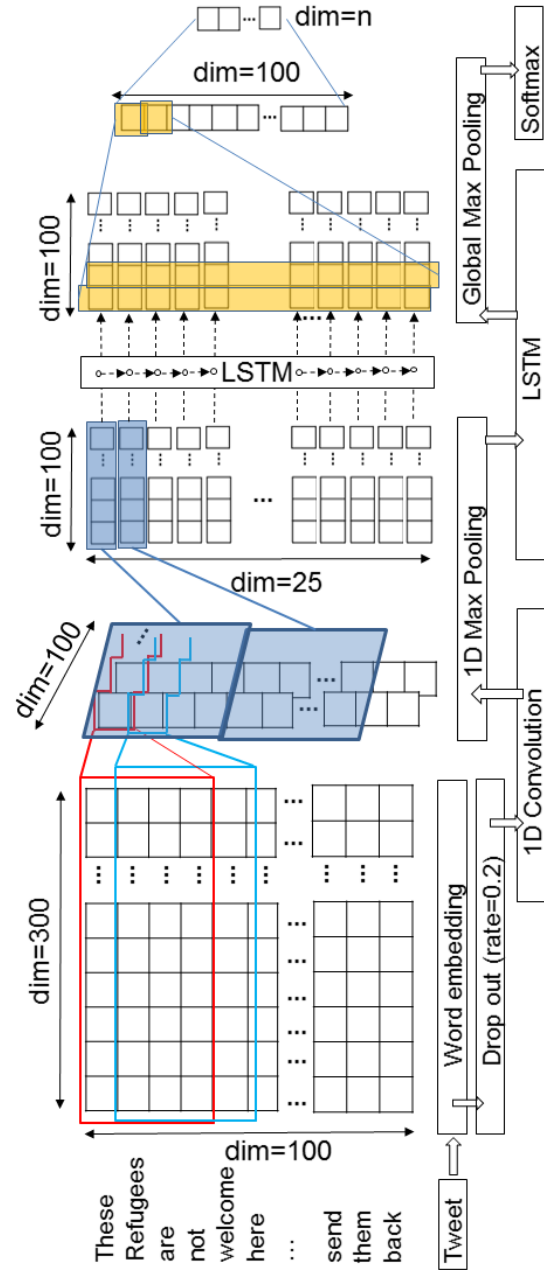 dim=n
dim=100
dim=100
LSTM
dim=100
dim=25
dim=100
dim=300
dim=100
These
Refugees
are
not
welcome
here
…
send
them
back
Tweet
Word embedding
Drop out (rate=0.2)
1D Convolution
1D Max Pooling
LSTM
Global Max Pooling
Softmax